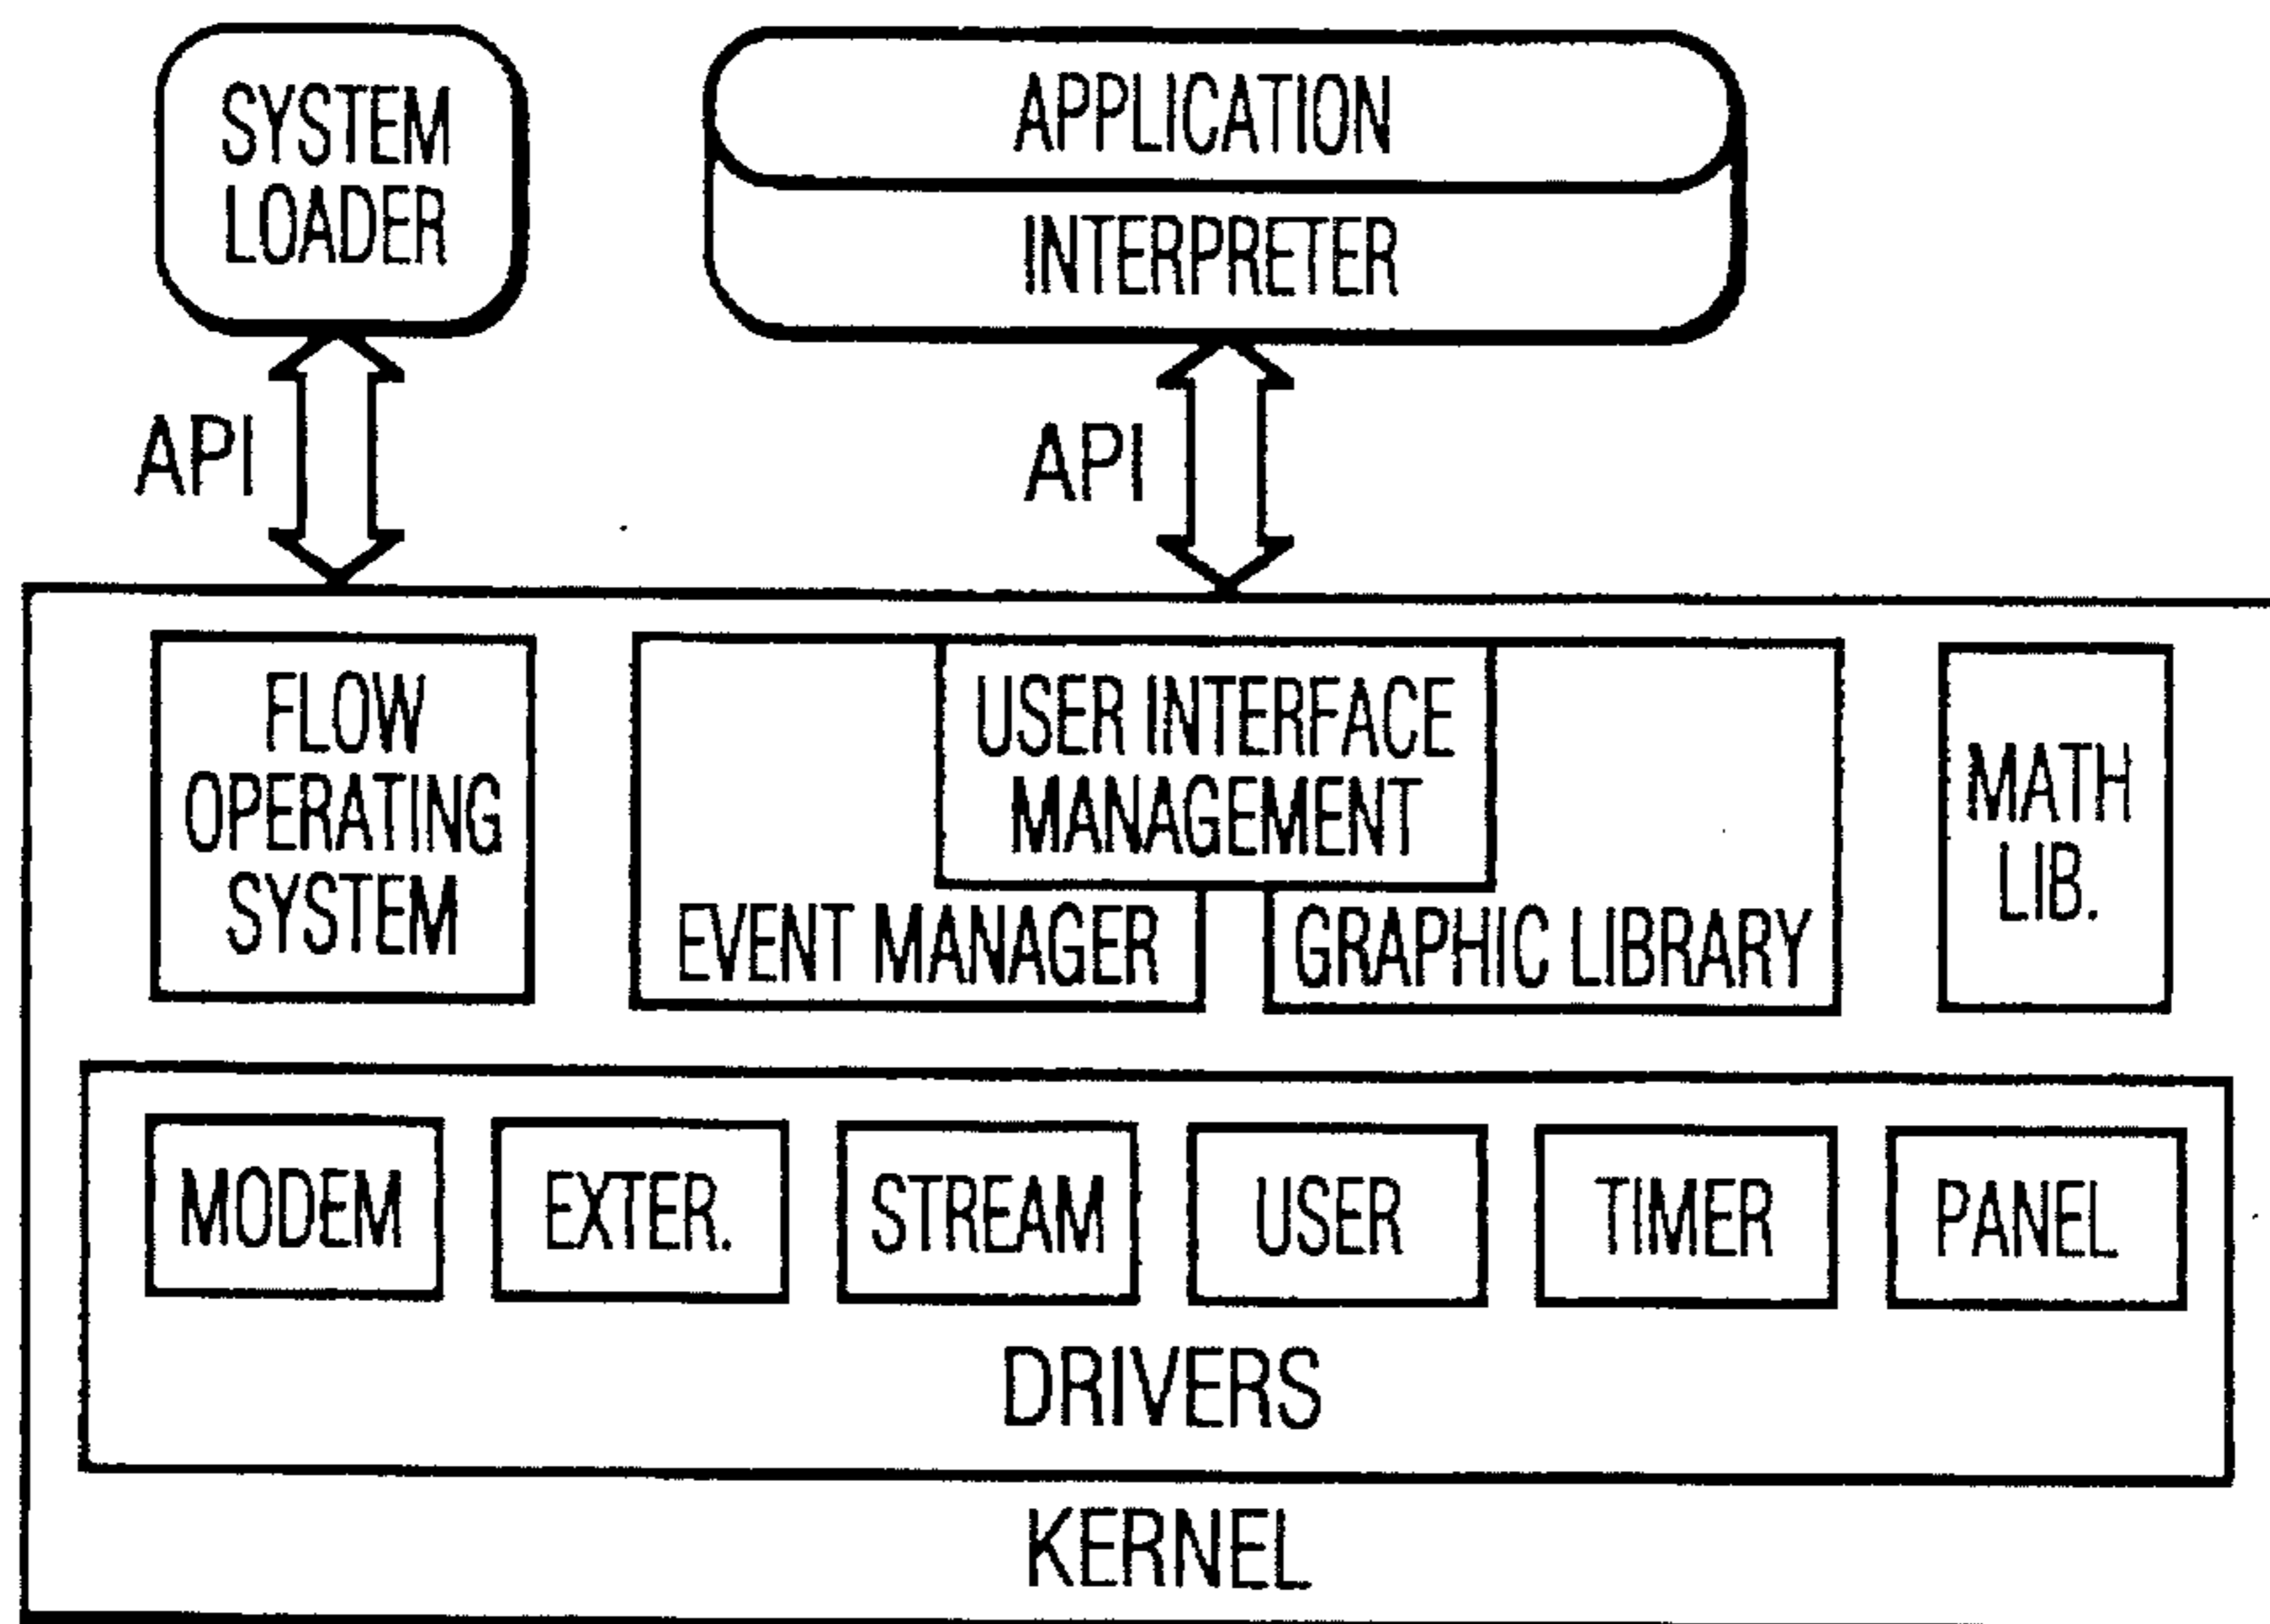 SYSTEM
LOADER
APPLICATION
INTERPRETER
API
API
FLOW
OPERATING
SYSTEM
USER INTERFACE
MANAGEMENT
EVENT MANAGER
GRAPHIC LIBRARY
MATH
LIB.
MODEM
EXTER.
STREAM
USER
TIMER
PANEL
DRIVERS
KERNEL